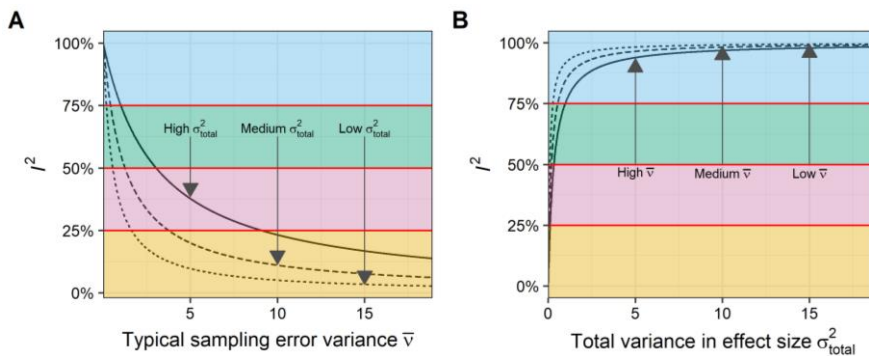 A
I²
100%
75%
50%
25%
0%
High σ²total
Medium σ²total
Low σ²total
5
10
15
Typical sampling error variance ν̅
B
I²
100%
75%
50%
25%
0%
High ν̅
Medium ν̅
Low ν̅
0
5
10
15
Total variance in effect size σ²total